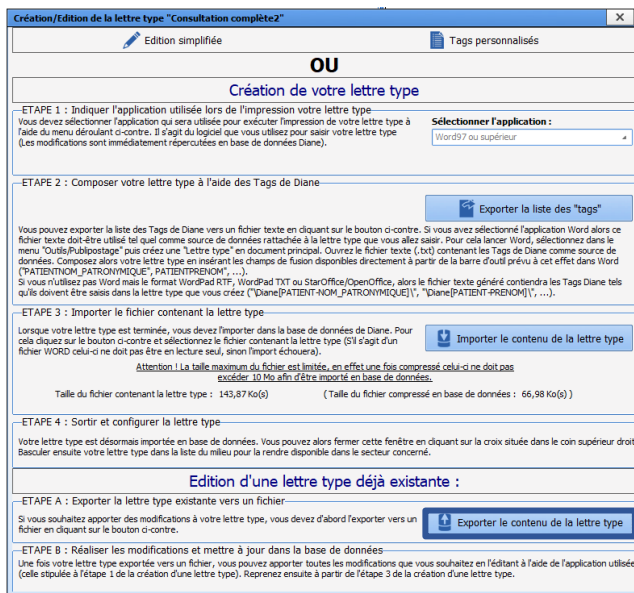 Création/Edition de la lettre type "Consultation complète2"
Edition simplifiée
Tags personnalisés
OU
Création de votre lettre type
ETAPE 1 : Indiquer l'application utilisée lors de l'impression votre lettre type
Vous devez sélectionner l'application qui sera utilisée pour exécuter l'impression de votre lettre type à
l'aide du menu déroulant ci-contre. Il s'agit du logiciel que vous utilisez pour saisir votre lettre type
(Les modifications sont immédiatement répercutées en base de données Diane).
Sélectionner l'application :
Word97 ou supérieur
ETAPE 2 : Composer votre lettre type à l'aide des Tags de Diane
Exporter la liste des "tags"
Vous pouvez exporter la liste des Tags de Diane vers un fichier texte en cliquant sur le bouton ci-contre. Si vous avez sélectionné l'application Word alors ce
fichier texte doit-être utilisé tel quel comme source de données rattachée à la lettre type que vous allez saisir. Pour cela lancer Word, sélectionnez dans le
menu "Outils/Publipostage" puis créez une "Lettre type" en document principal. Ouvrez le fichier texte (.txt) contenant les Tags de Diane comme source de
données. Composez alors votre lettre type en insérant les champs de fusion disponibles directement à partir de la barre d'outil prévu à cet effet dans Word
("PATIENTNOM_PATRONYMIQUE", PATIENTPRENOM", ...).
Si vous n'utilisez pas Word mais le format WordPad RTF, WordPad TXT ou StarOffice/OpenOffice, alors le fichier texte généré contiendra les Tags Diane tels
qu'ils doivent être saisis dans la lettre type que vous créez ("\Diane[PATIENT-NOM_PATRONYMIQUE]\", "\Diane[PATIENT-PRENOM]\", ...).
ETAPE 3 : Importer le fichier contenant la lettre type
Lorsque votre lettre type est terminée, vous devez l'importer dans la base de données de Diane. Pour
cela cliquez sur le bouton ci-contre et sélectionnez le fichier contenant la lettre type (S'il s'agit d'un
fichier WORD celui-ci ne doit pas être en lecture seul, sinon l'import échouera).
Importer le contenu de la lettre type
Attention ! La taille maximum du fichier est limitée, en effet une fois compressé celui-ci ne doit pas
excéder 10 Mo afin d'être importé en base de données.
Taille du fichier contenant la lettre type : 143,87 Ko(s) ( Taille du fichier compressé en base de données : 66,98 Ko(s) )
ETAPE 4 : Sortir et configurer la lettre type
Votre lettre type est désormais importée en base de données. Vous pouvez alors fermer cette fenêtre en cliquant sur la croix située dans le coin supérieur droit.
Basculer ensuite votre lettre type dans la liste du milieu pour la rendre disponible dans le secteur concerné.
Edition d'une lettre type déjà existante :
ETAPE A : Exporter la lettre type existante vers un fichier
Si vous souhaitez apporter des modifications à votre lettre type, vous devez d'abord l'exporter vers un
fichier en cliquant sur le bouton ci-contre.
Exporter le contenu de la lettre type
ETAPE B : Réaliser les modifications et mettre à jour dans la base de données
Une fois votre lettre type exportée vers un fichier, vous pouvez apporter toutes les modifications que vous souhaitez en l'éditant à l'aide de l'application utilisée
(celle stipulée à l'étape 1 de la création d'une lettre type). Reprenez ensuite à partir de l'étape 3 de la création d'une lettre type.